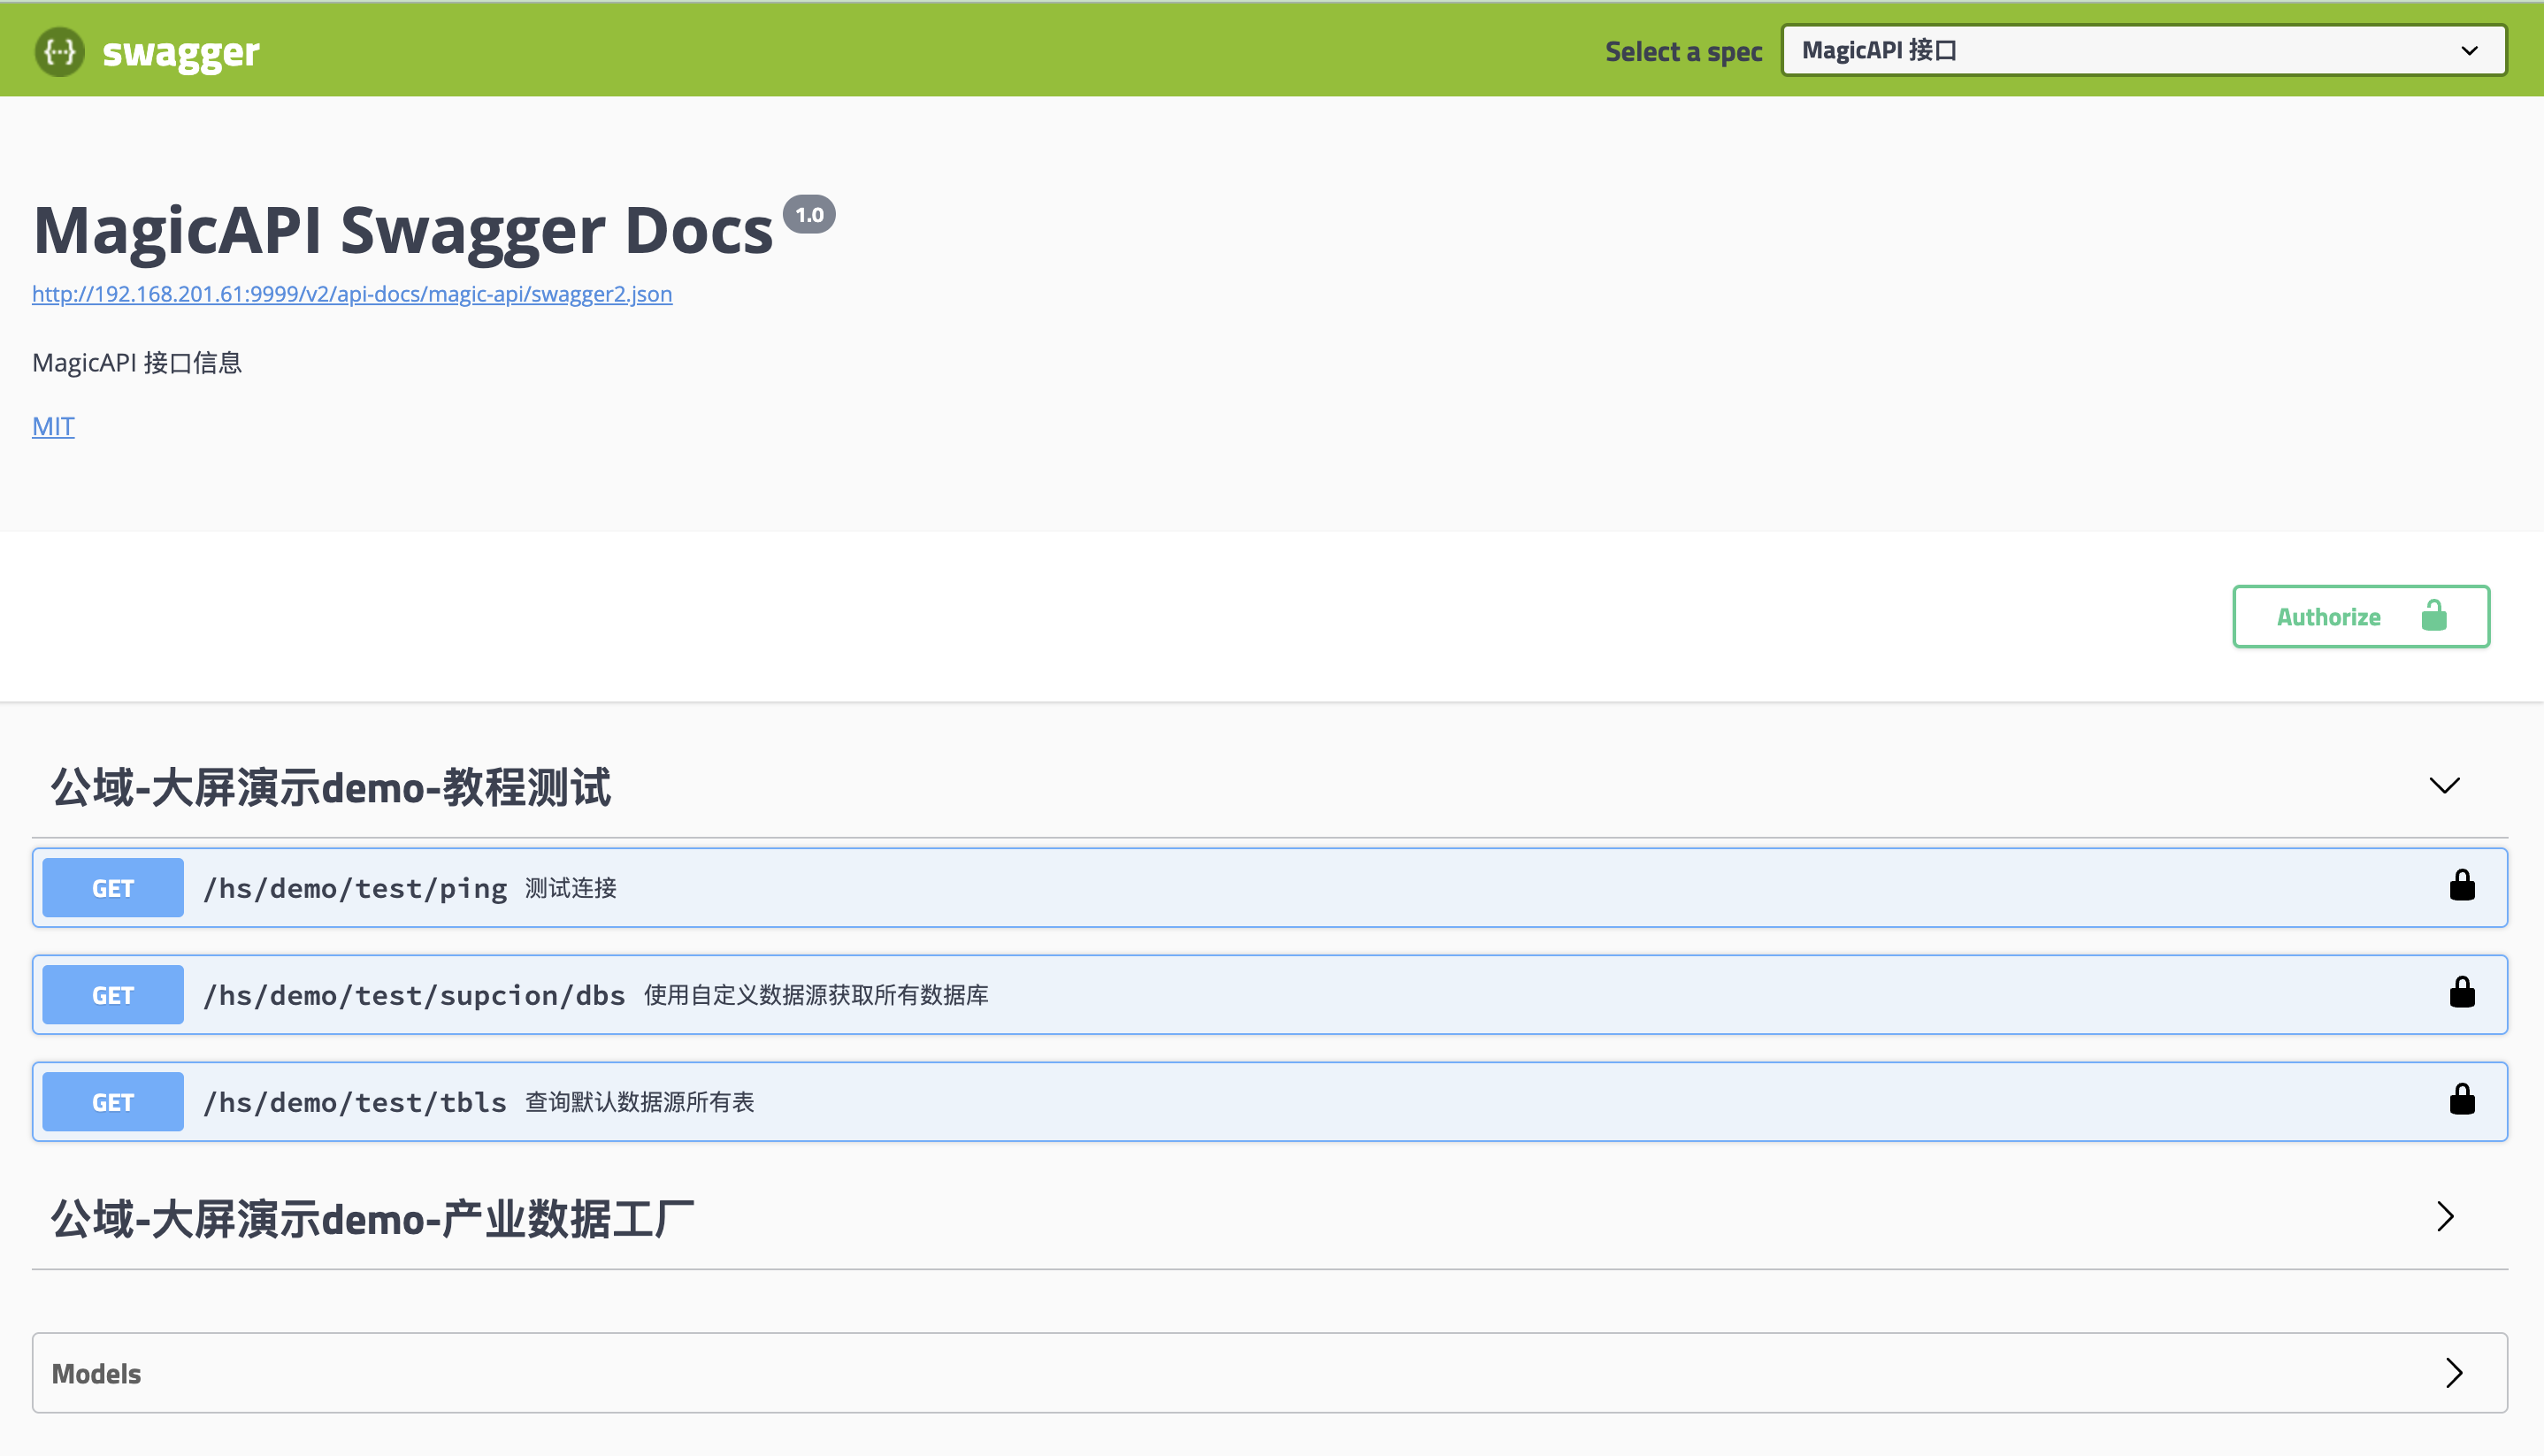 {···} swagger
Select a spec MagicAPI 接口
MagicAPI Swagger Docs 1.0
http://192.168.201.61:9999/v2/api-docs/magic-api/swagger2.json
MagicAPI 接口信息
MIT
Authorize
公域-大屏演示demo-教程测试
GET /hs/demo/test/ping 测试连接
GET /hs/demo/test/supcion/dbs 使用自定义数据源获取所有数据库
GET /hs/demo/test/tbls 查询默认数据源所有表
公域-大屏演示demo-产业数据工厂
Models